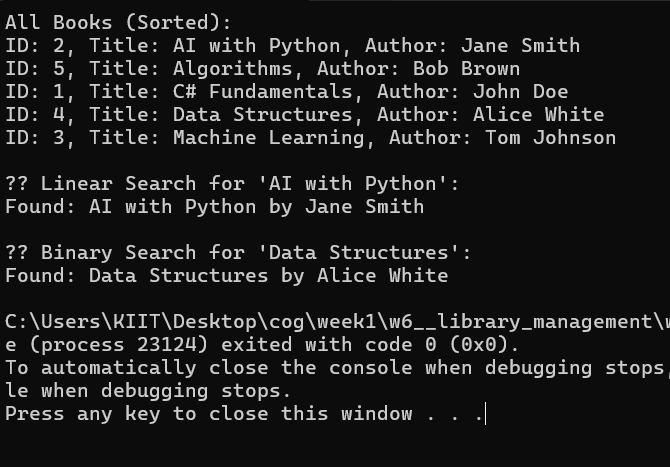 All Books (Sorted):
ID: 2, Title: AI with Python, Author: Jane Smith
ID: 5, Title: Algorithms, Author: Bob Brown
ID: 1, Title: C# Fundamentals, Author: John Doe
ID: 4, Title: Data Structures, Author: Alice White
ID: 3, Title: Machine Learning, Author: Tom Johnson
?? Linear Search for 'AI with Python':
Found: AI with Python by Jane Smith
?? Binary Search for 'Data Structures':
Found: Data Structures by Alice White
C:\Users\KIIT\Desktop\cog\week1\w6__library_management\w
e (process 23124) exited with code 0 (0x0).
To automatically close the console when debugging stops,
le when debugging stops.
Press any key to close this window . . .